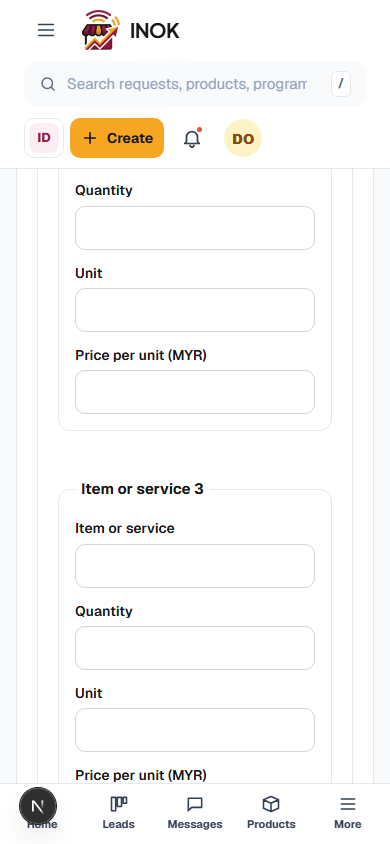 INOK
Search requests, products, program
/
ID
Create
DO
Quantity
Unit
Price per unit (MYR)
Item or service 3
Item or service
Quantity
Unit
Price per unit (MYR)
N
Home
Leads
Messages
Products
More